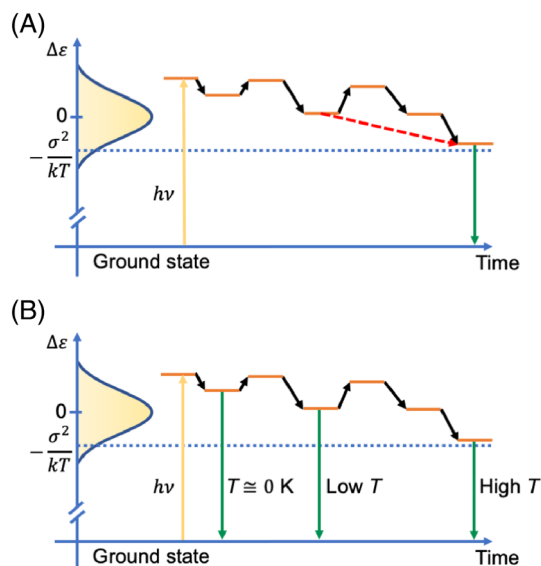 (A)
Δε
0
−σ²/kT
hν
Ground state
Time
(B)
Δε
0
−σ²/kT
hν
T ≅ 0 K
Low T
High T
Ground state
Time